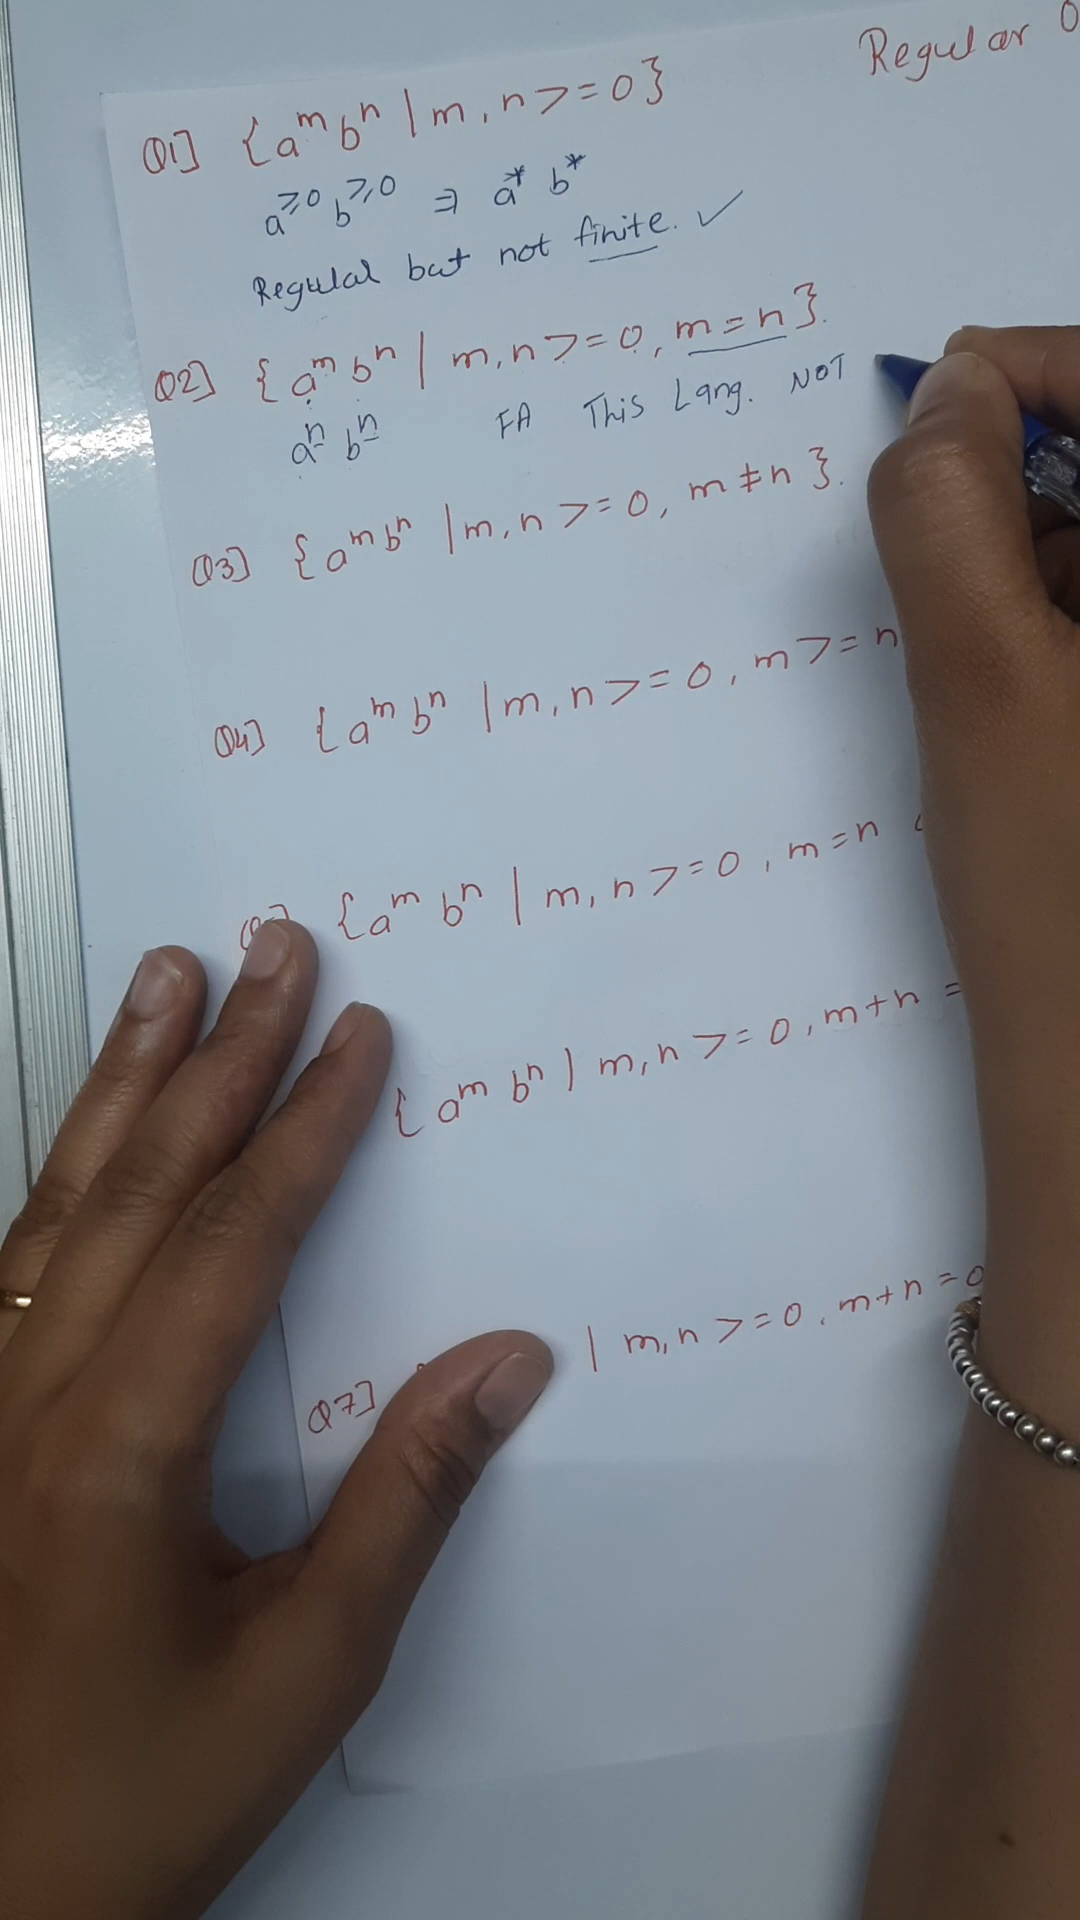 Regular
Q1] {a^m b^n | m, n >= 0}
a^≥0 b^≥0 ⇒ a* b*
Regular but not finite. ✓
Q2] {a^m b^n | m, n >= 0, m = n}.
a^n b^n FA This Lang. NOT
Q3] {a^m b^n | m, n >= 0, m ≠ n}.
Q4] {a^m b^n | m, n >= 0, m >= n
{a^m b^n | m, n >= 0, m = n
{a^m b^n | m, n >= 0, m + n =
Q7] | m, n >= 0, m + n = 0